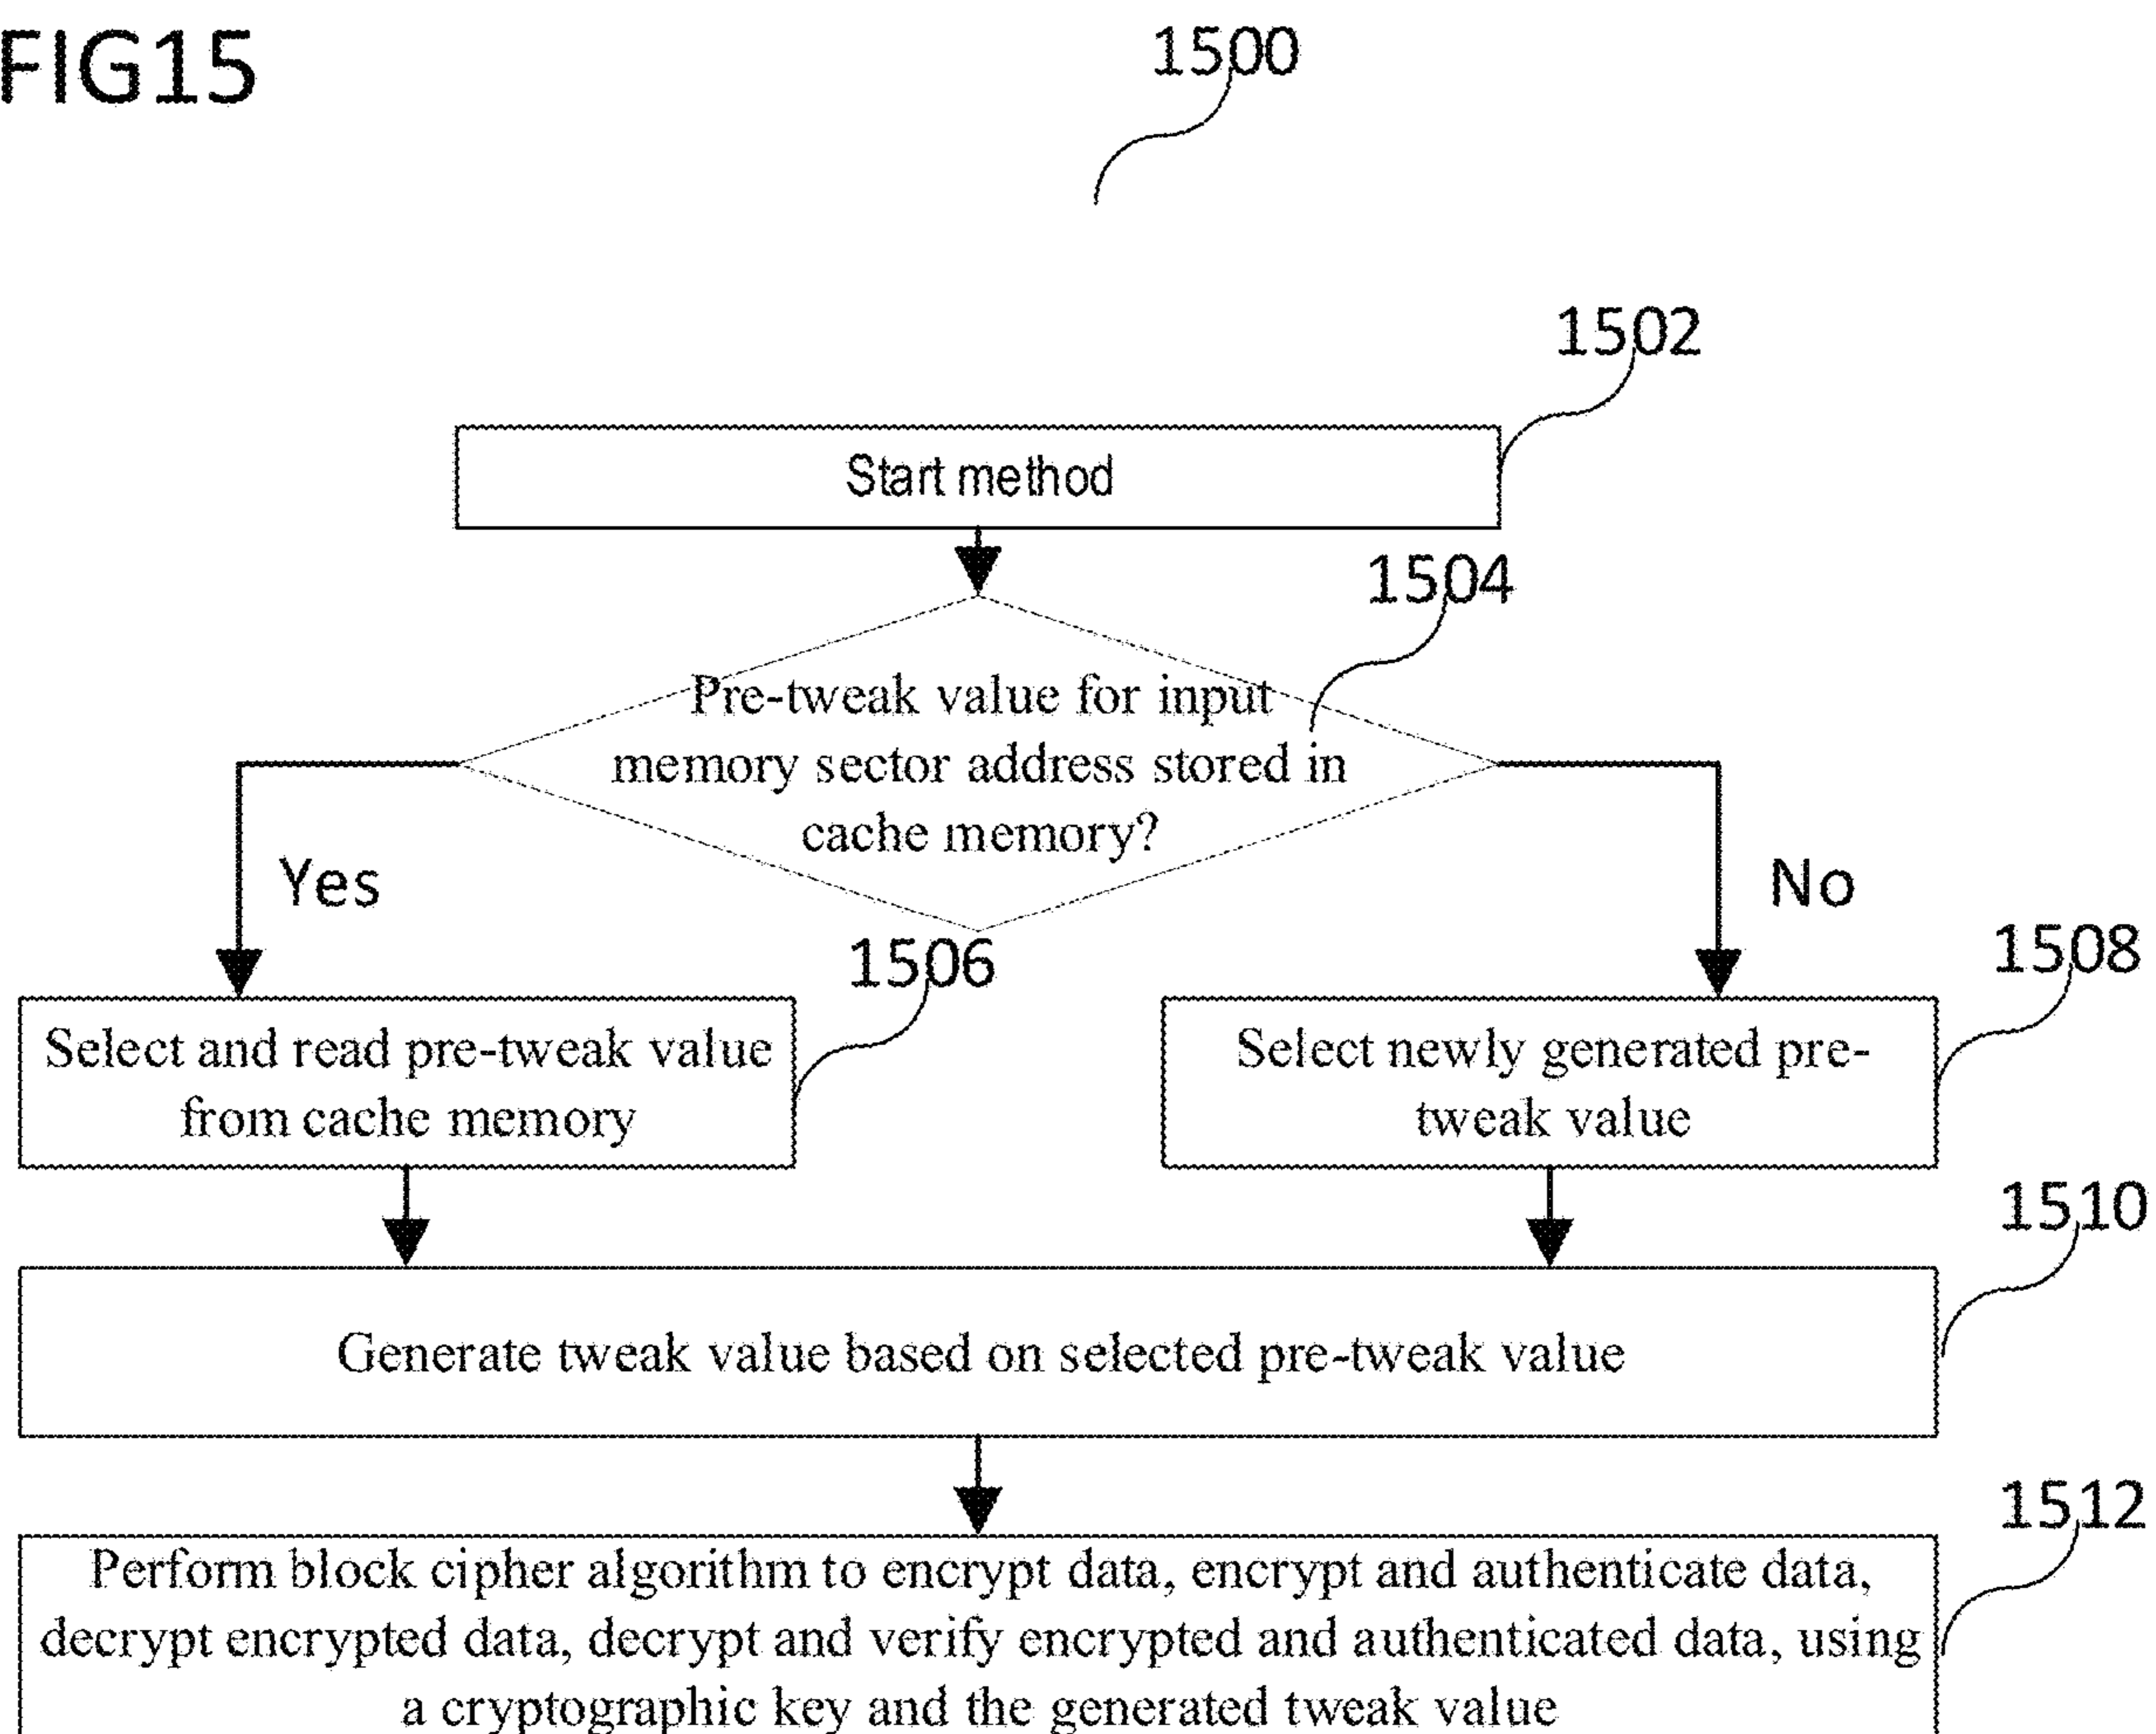 FIG15
1500
1502
Start method
1504
Pre-tweak value for input
memory sector address stored in
cache memory?
Yes
No
1506
1508
Select and read pre-tweak value
from cache memory
Select newly generated pre-
tweak value
1510
Generate tweak value based on selected pre-tweak value
1512
Perform block cipher algorithm to encrypt data, encrypt and authenticate data,
decrypt encrypted data, decrypt and verify encrypted and authenticated data, using
a cryptographic key and the generated tweak value